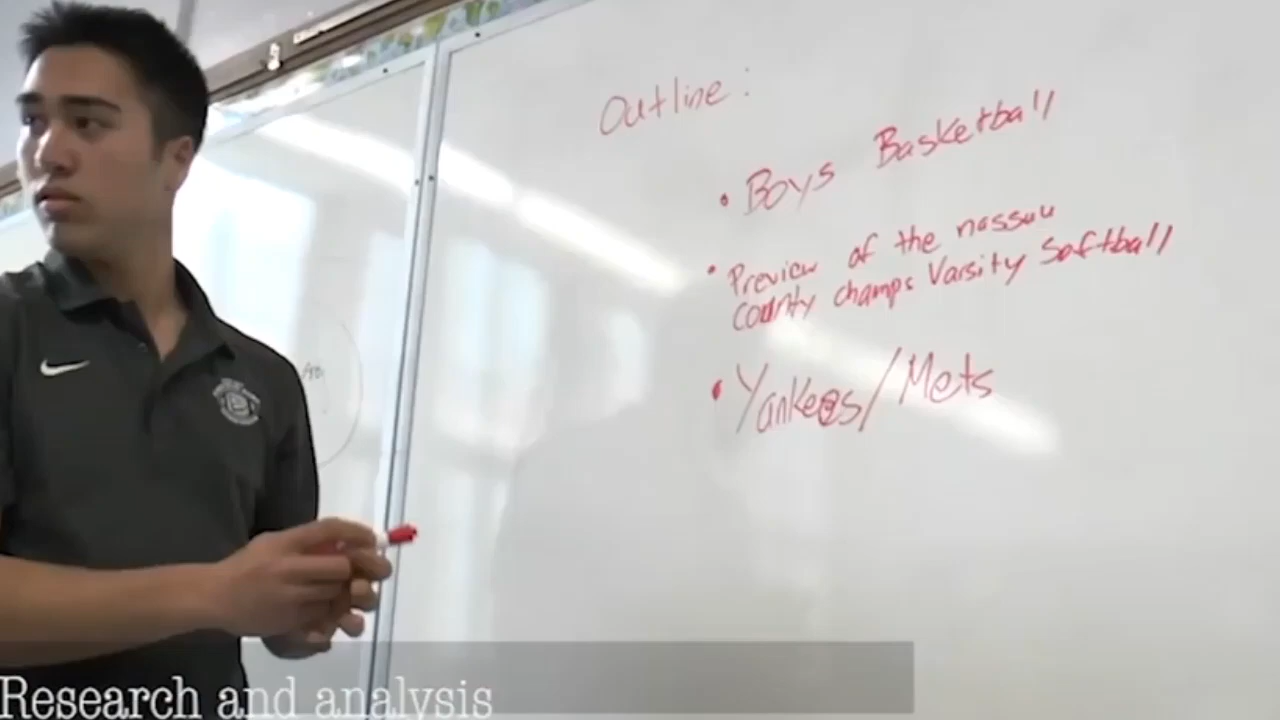 Outline:
• Boys Basketball
• Preview of the nassau
county champs Varsity Softball
• Yankees/Mets
Research and analysis